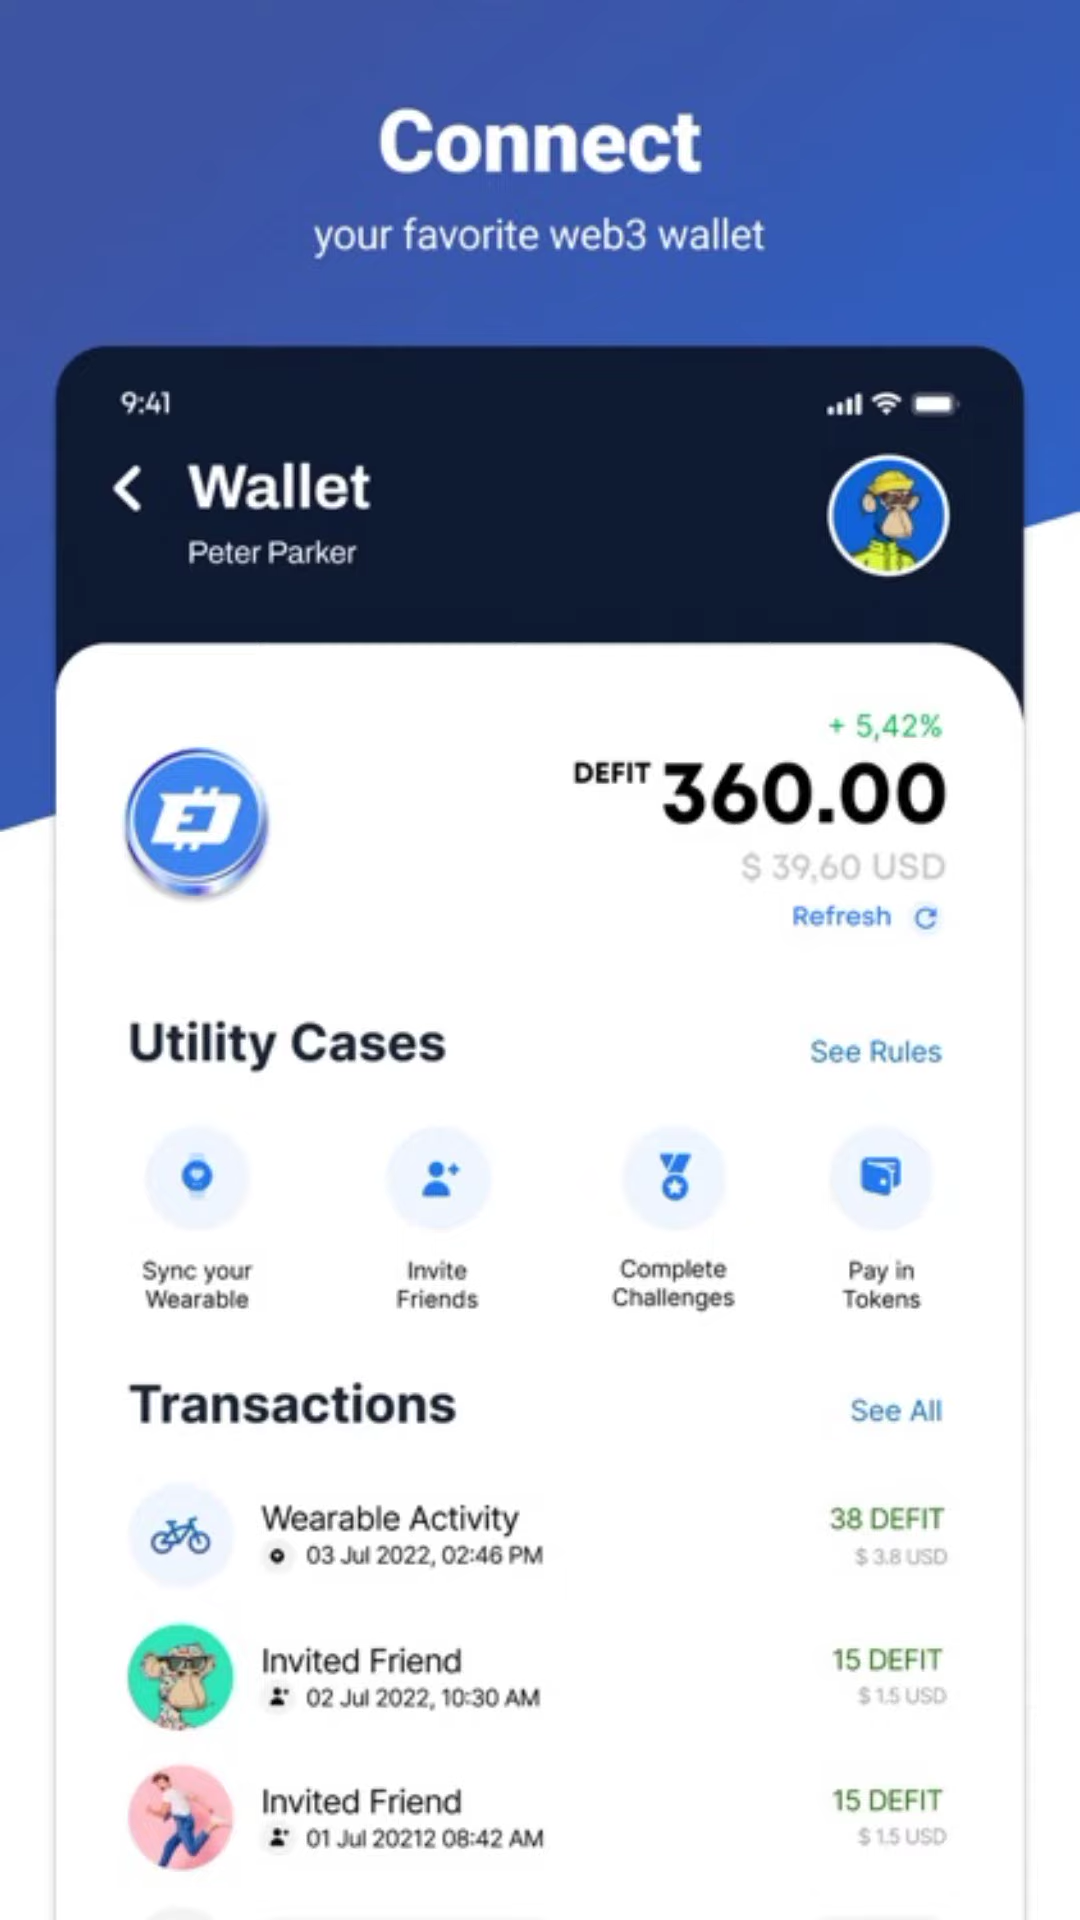 Connect
your favorite web3 wallet
9:41
Wallet
Peter Parker
+ 5,42%
DEFIT 360.00
$ 39,60 USD
Refresh
Utility Cases
See Rules
Sync your
Wearable
Invite
Friends
Complete
Challenges
Pay in
Tokens
Transactions
See All
Wearable Activity
38 DEFIT
03 Jul 2022, 02:46 PM
$ 3.8 USD
Invited Friend
15 DEFIT
02 Jul 2022, 10:30 AM
$ 1.5 USD
Invited Friend
15 DEFIT
01 Jul 20212 08:42 AM
$ 1.5 USD